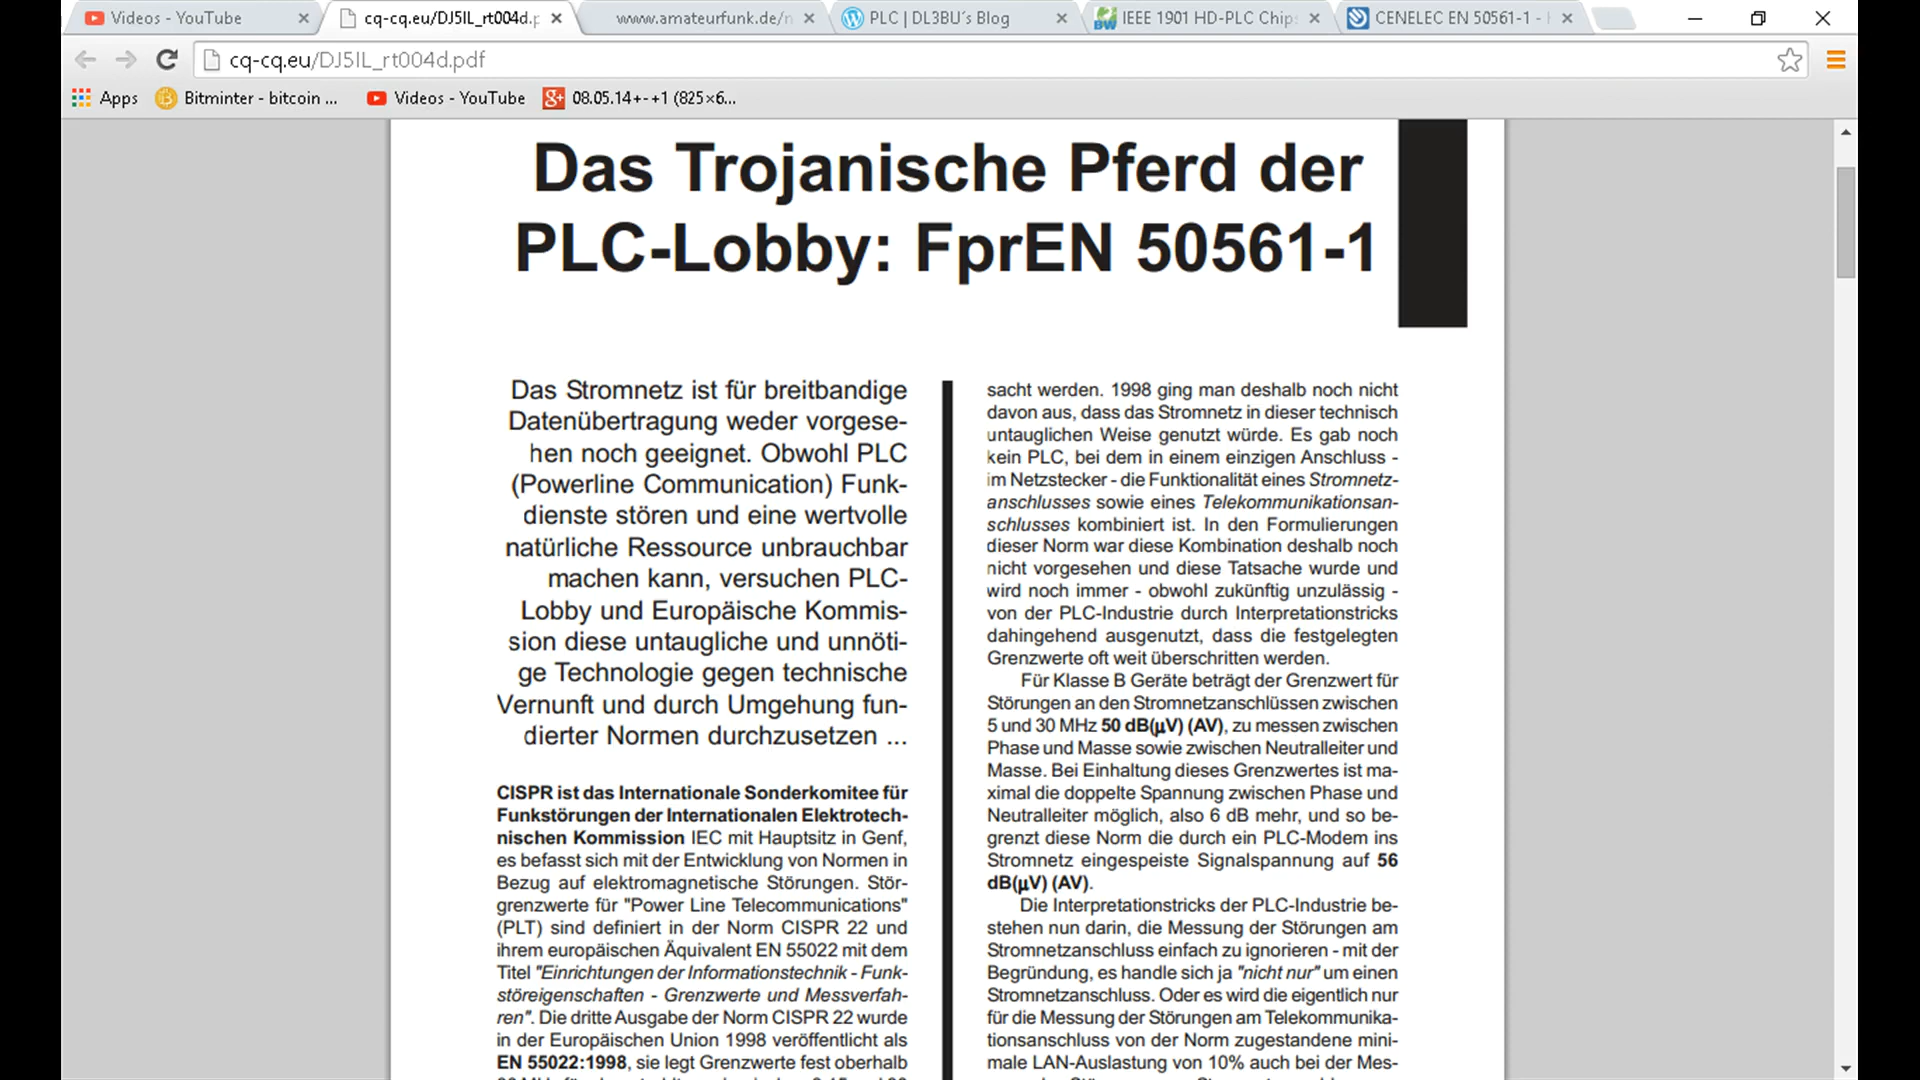 Videos - YouTube
cq-cq.eu/DJ5IL_rt004d.p
www.amateurfunk.de/n
PLC | DL3BU´s Blog
IEEE 1901 HD-PLC Chip
CENELEC EN 50561-1 -
cq-cq.eu/DJ5IL_rt004d.pdf
Apps
Bitminter - bitcoin ...
Videos - YouTube
08.05.14+-+1 (825×6...
Das Trojanische Pferd der
PLC-Lobby: FprEN 50561-1
Das Stromnetz ist für breitbandige
Datenübertragung weder vorgese-
hen noch geeignet. Obwohl PLC
(Powerline Communication) Funk-
dienste stören und eine wertvolle
natürliche Ressource unbrauchbar
machen kann, versuchen PLC-
Lobby und Europäische Kommis-
sion diese untaugliche und unnöti-
ge Technologie gegen technische
Vernunft und durch Umgehung fun-
dierter Normen durchzusetzen ...
CISPR ist das Internationale Sonderkomitee für
Funkstörungen der Internationalen Elektrotech-
nischen Kommission IEC mit Hauptsitz in Genf,
es befasst sich mit der Entwicklung von Normen in
Bezug auf elektromagnetische Störungen. Stör-
grenzwerte für "Power Line Telecommunications"
(PLT) sind definiert in der Norm CISPR 22 und
ihrem europäischen Äquivalent EN 55022 mit dem
Titel "Einrichtungen der Informationstechnik - Funk-
störeigenschaften - Grenzwerte und Messverfah-
ren". Die dritte Ausgabe der Norm CISPR 22 wurde
in der Europäischen Union 1998 veröffentlicht als
EN 55022:1998, sie legt Grenzwerte fest oberhalb
sacht werden. 1998 ging man deshalb noch nicht
davon aus, dass das Stromnetz in dieser technisch
untauglichen Weise genutzt würde. Es gab noch
kein PLC, bei dem in einem einzigen Anschluss -
im Netzstecker - die Funktionalität eines Stromnetz-
anschlusses sowie eines Telekommunikationsan-
schlusses kombiniert ist. In den Formulierungen
dieser Norm war diese Kombination deshalb noch
nicht vorgesehen und diese Tatsache wurde und
wird noch immer - obwohl zukünftig unzulässig -
von der PLC-Industrie durch Interpretationstricks
dahingehend ausgenutzt, dass die festgelegten
Grenzwerte oft weit überschritten werden.
Für Klasse B Geräte beträgt der Grenzwert für
Störungen an den Stromnetzanschlüssen zwischen
5 und 30 MHz 50 dB(µV) (AV), zu messen zwischen
Phase und Masse sowie zwischen Neutralleiter und
Masse. Bei Einhaltung dieses Grenzwertes ist ma-
ximal die doppelte Spannung zwischen Phase und
Neutralleiter möglich, also 6 dB mehr, und so be-
grenzt diese Norm die durch ein PLC-Modem ins
Stromnetz eingespeiste Signalspannung auf 56
dB(µV) (AV).
Die Interpretationstricks der PLC-Industrie be-
stehen nun darin, die Messung der Störungen am
Stromnetzanschluss einfach zu ignorieren - mit der
Begründung, es handle sich ja "nicht nur" um einen
Stromnetzanschluss. Oder es wird die eigentlich nur
für die Messung der Störungen am Telekommunika-
tionsanschluss von der Norm zugestandene mini-
male LAN-Auslastung von 10% auch bei der Mes-